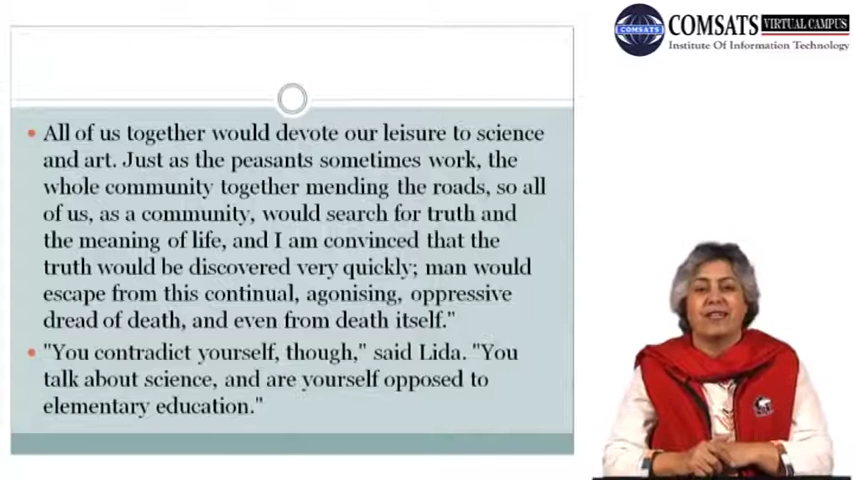 COMSATS VIRTUAL CAMPUS
COMSATS
Institute Of Information Technology
All of us together would devote our leisure to science
and art. Just as the peasants sometimes work, the
whole community together mending the roads, so all
of us, as a community, would search for truth and
the meaning of life, and I am convinced that the
truth would be discovered very quickly; man would
escape from this continual, agonising, oppressive
dread of death, and even from death itself."
"You contradict yourself, though," said Lida. "You
talk about science, and are yourself opposed to
elementary education."